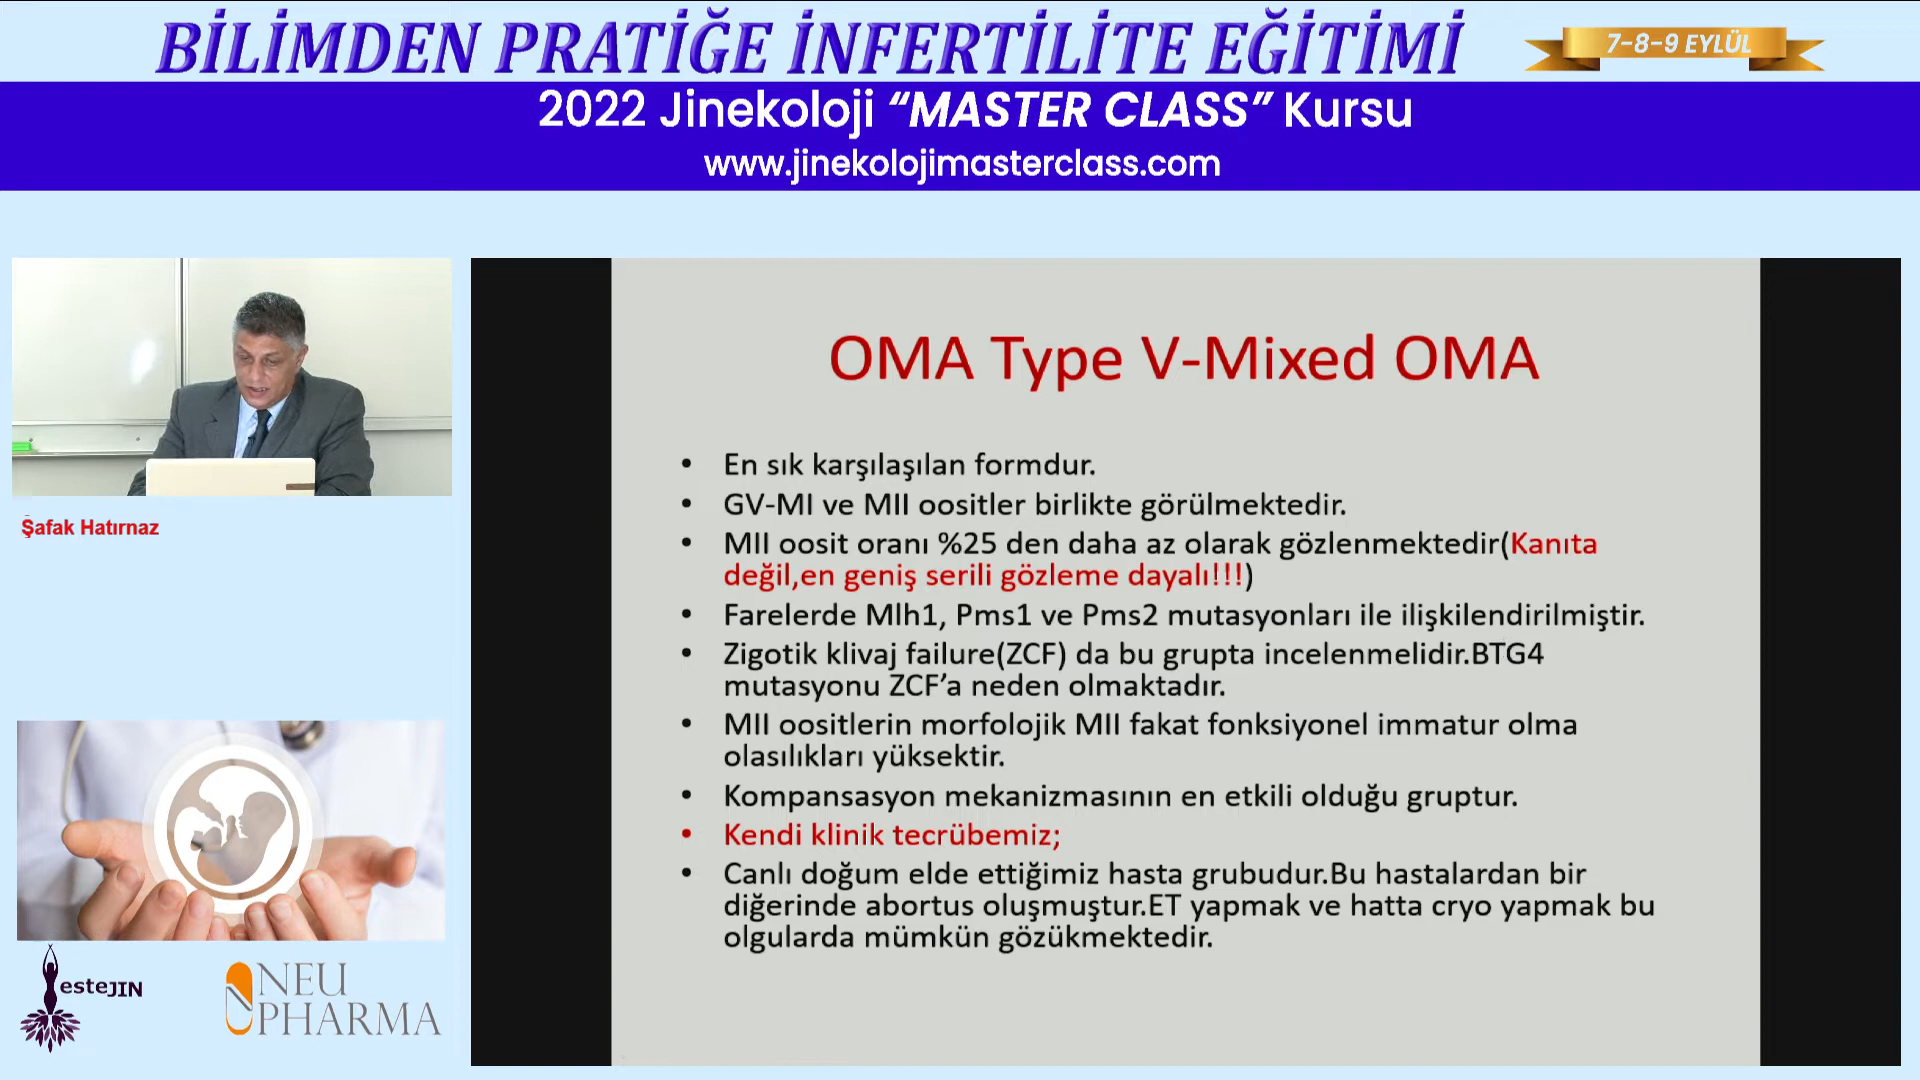 BİLİMDEN PRATİĞE İNFERTİLİTE EĞİTİMİ
7-8-9 EYLÜL
2022 Jinekoloji “MASTER CLASS” Kursu
www.jinekolojimasterclass.com
Şafak Hatırnaz
OMA Type V-Mixed OMA
• En sık karşılaşılan formdur.
• GV-MI ve MII oositler birlikte görülmektedir.
• MII oosit oranı %25 den daha az olarak gözlenmektedir(Kanıta
değil,en geniş serili gözleme dayalı!!!)
• Farelerde Mlh1, Pms1 ve Pms2 mutasyonları ile ilişkilendirilmiştir.
• Zigotik klivaj failure(ZCF) da bu grupta incelenmelidir.BTG4
mutasyonu ZCF’a neden olmaktadır.
• MII oositlerin morfolojik MII fakat fonksiyonel immatur olma
olasılıkları yüksektir.
• Kompansasyon mekanizmasının en etkili olduğu gruptur.
• Kendi klinik tecrübemiz;
• Canlı doğum elde ettiğimiz hasta grubudur.Bu hastalardan bir
diğerinde abortus oluşmuştur.ET yapmak ve hatta cryo yapmak bu
olgularda mümkün gözükmektedir.
esteJIN
NEU
PHARMA